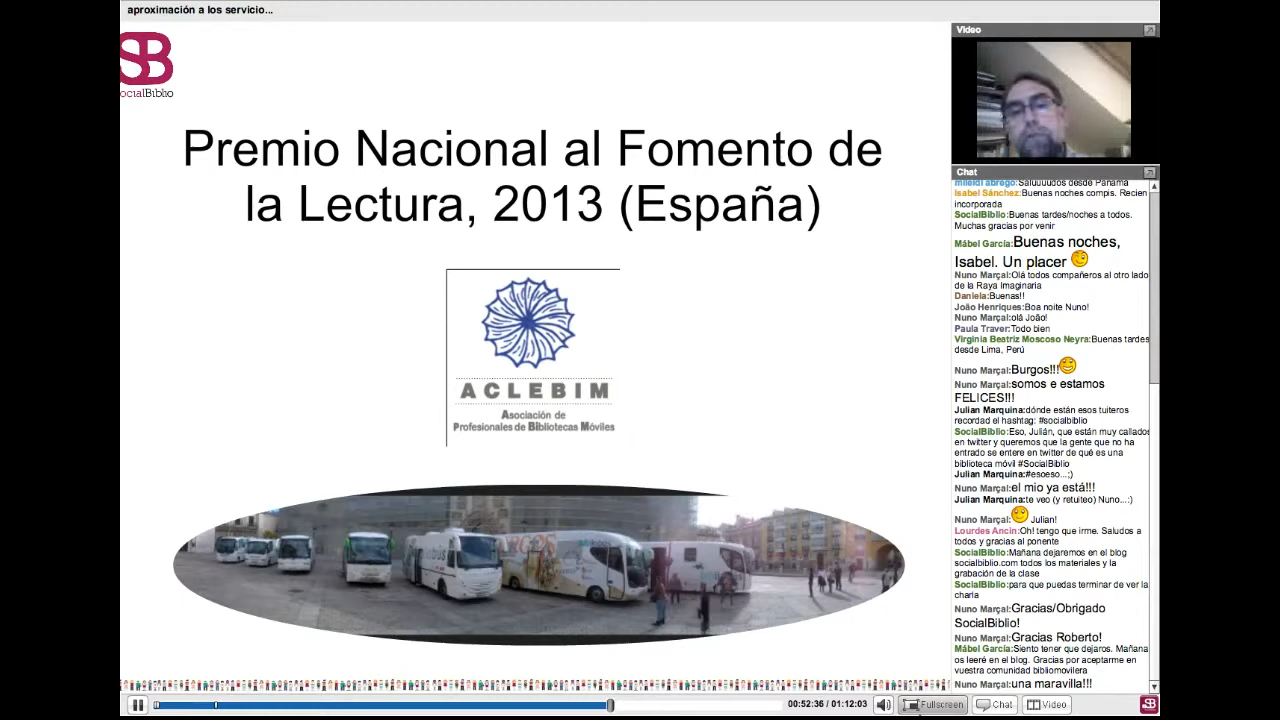 aproximación a los servicio...
SB
ocialBiblio
Premio Nacional al Fomento de
la Lectura, 2013 (España)
ACLEBIM
Asociación de
Profesionales de Bibliotecas Móviles
Video
Chat
mileidi abrego:Saluuuudos desde Panamá
Isabel Sánchez:Buenas noches compis. Recien
incorporada
SocialBiblio:Buenas tardes/noches a todos.
Muchas gracias por venir
Mábel García:Buenas noches,
Isabel. Un placer
Nuno Marçal:Olá todos compañeros al otro lado
de la Raya Imaginaria
Daniela:Buenas!!
João Henriques:Boa noite Nuno!
Nuno Marçal:olá João!
Paula Traver:Todo bien
Virginia Beatriz Moscoso Neyra:Buenas tardes
desde Lima, Perú
Nuno Marçal:Burgos!!!
Nuno Marçal:somos e estamos
FELICES!!!
Julian Marquina:dónde están esos tuiteros
recordad el hashtag: #socialbiblio
SocialBiblio:Eso, Julián, que están muy callados
en twitter y queremos que la gente que no ha
entrado se entere en twitter de qué es una
biblioteca móvil #SocialBiblio
Julian Marquina:#esoeso...;)
Nuno Marçal:el mio ya está!!!
Julian Marquina:te veo (y retuiteo) Nuno...:)
Nuno Marçal: Julian!
Lourdes Ancin:Oh! tengo que irme. Saludos a
todos y gracias al ponente
SocialBiblio:Mañana dejaremos en el blog
socialbiblio.com todos los materiales y la
grabación de la clase
SocialBiblio:para que puedas terminar de ver la
charla
Nuno Marçal:Gracias/Obrigado
SocialBiblio!
Nuno Marçal:Gracias Roberto!
Mábel García:Siento tener que dejaros. Mañana
os leeré en el blog. Gracias por aceptarme en
vuestra comunidad bibliomovilera
Nuno Marçal:una maravilla!!!
00:52:36 / 01:12:03
Fullscreen
Chat
Video
SB